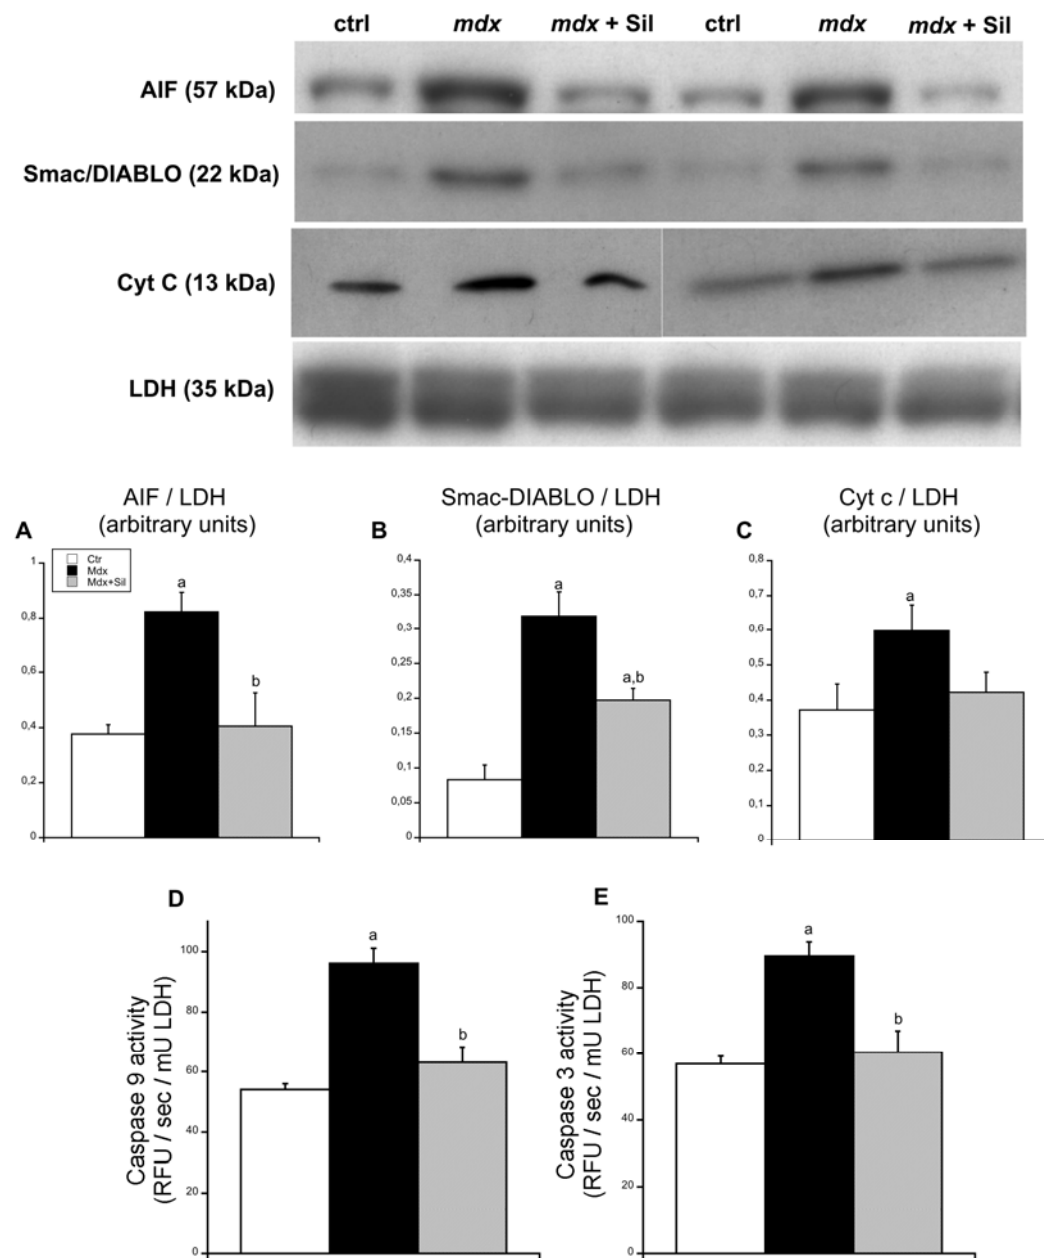 ctrl mdx mdx + Sil ctrl mdx mdx + Sil
AIF (57 kDa)
Smac/DIABLO (22 kDa)
Cyt C (13 kDa)
LDH (35 kDa)
A
AIF / LDH
(arbitrary units)
1
0,8
0,6
0,4
0,2
0
Ctr
Mdx
Mdx+Sil
a
b
B
Smac-DIABLO / LDH
(arbitrary units)
0,4
0,35
0,3
0,25
0,2
0,15
0,1
0,05
0
a
a,b
C
Cyt c / LDH
(arbitrary units)
0,8
0,7
0,6
0,5
0,4
0,3
0,2
0,1
0
a
D
Caspase 9 activity
(RFU / sec / mU LDH)
100
80
60
40
20
0
a
b
E
Caspase 3 activity
(RFU / sec / mU LDH)
100
80
60
40
20
0
a
b